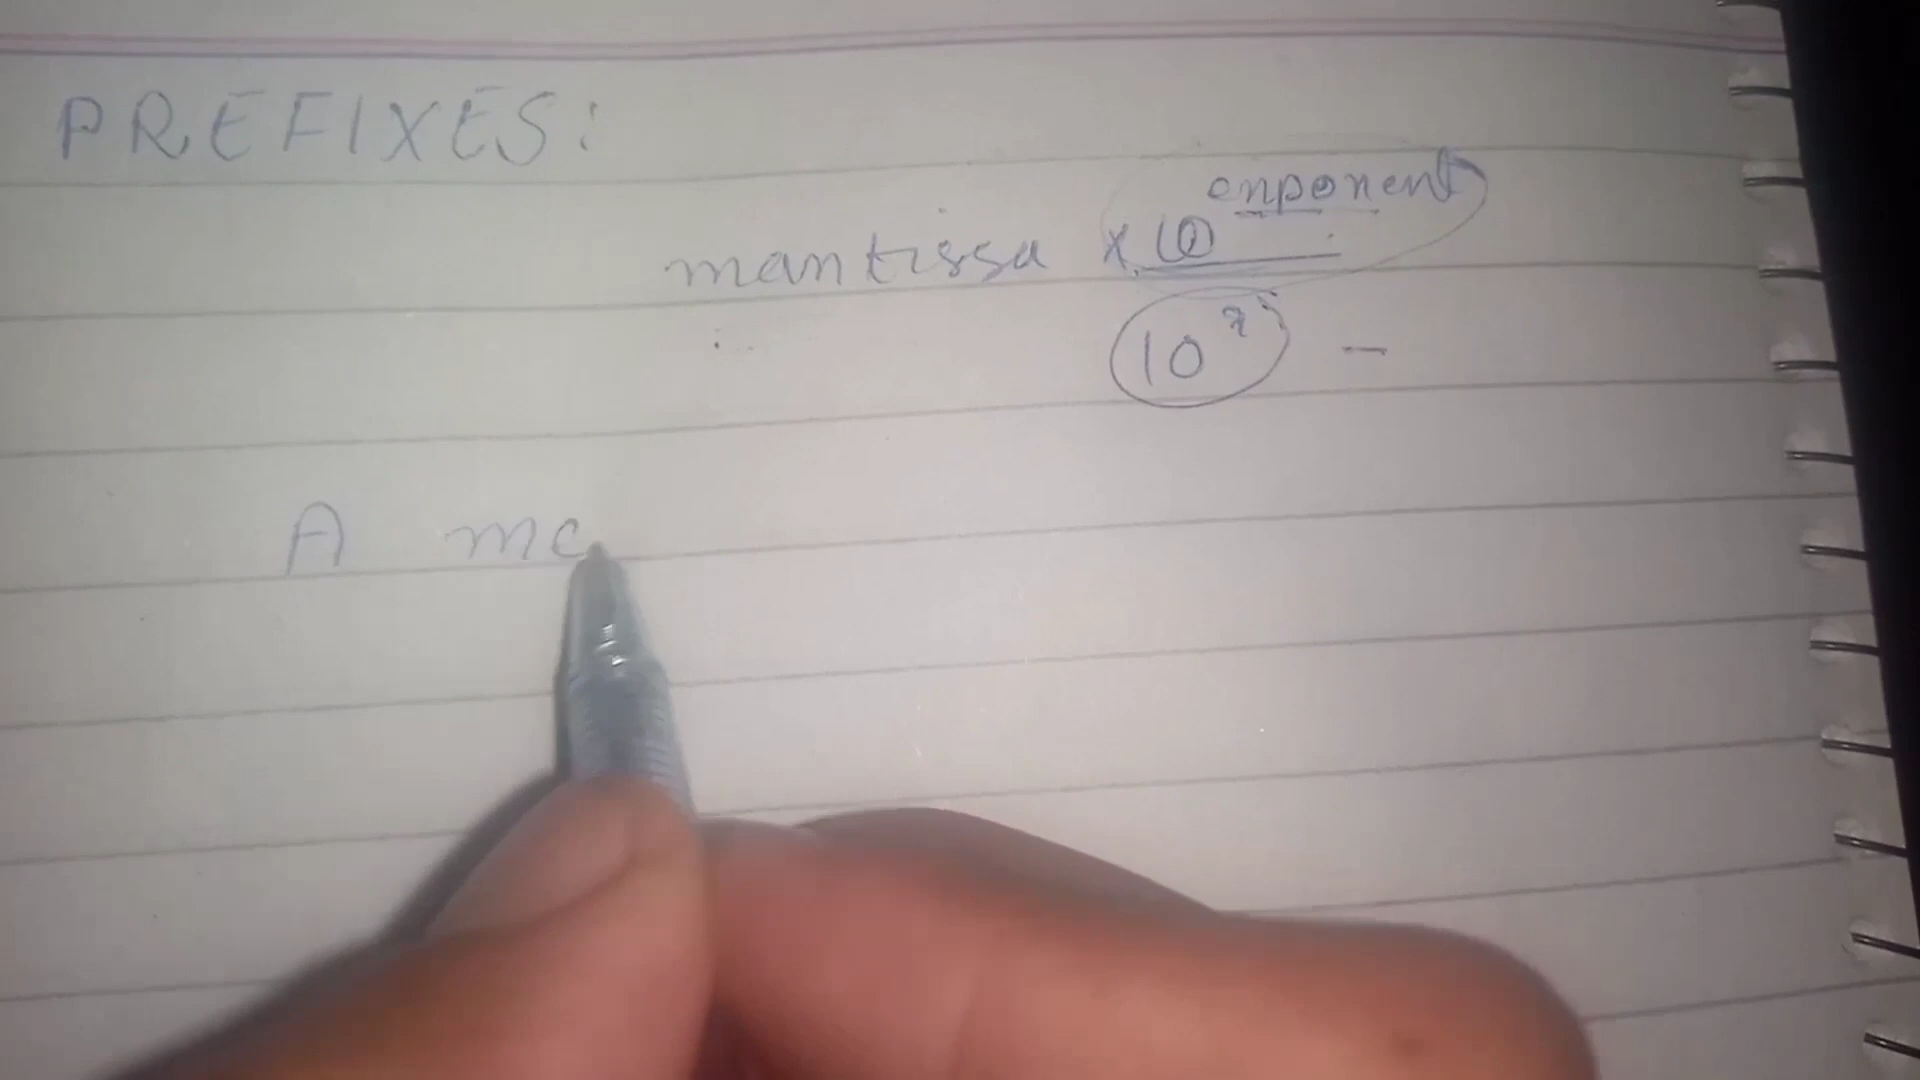 PREFIXES:
mantissa × 10^exponent
10^x -
A mc